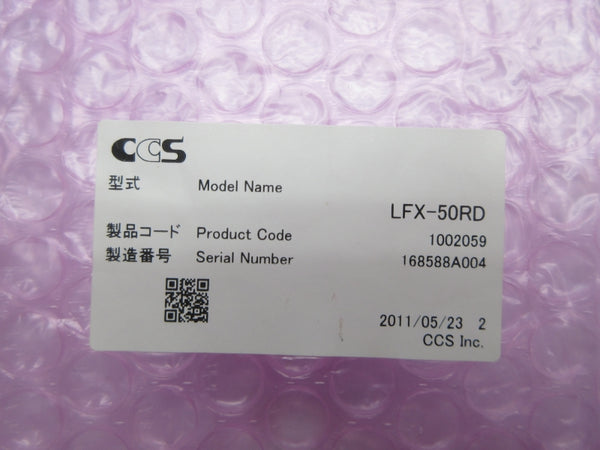 CCS
型式 Model Name
LFX-50RD
製品コード Product Code 1002059
製造番号 Serial Number 168588A004
2011/05/23 2
CCS Inc.